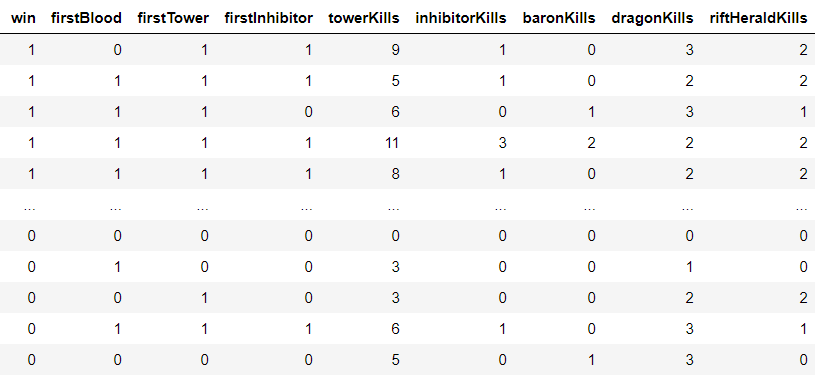 win firstBlood firstTower firstInhibitor towerKills inhibitorKills baronKills dragonKills riftHeraldKills
1 0 1 1 9 1 0 3 2
1 1 1 1 5 1 0 2 2
1 1 1 0 6 0 1 3 1
1 1 1 1 11 3 2 2 2
1 1 1 1 8 1 0 2 2
... ... ... ... ... ... ... ... ...
0 0 0 0 0 0 0 0 0
0 1 0 0 3 0 0 1 0
0 0 1 0 3 0 0 2 2
0 1 1 1 6 1 0 3 1
0 0 0 0 5 0 1 3 0